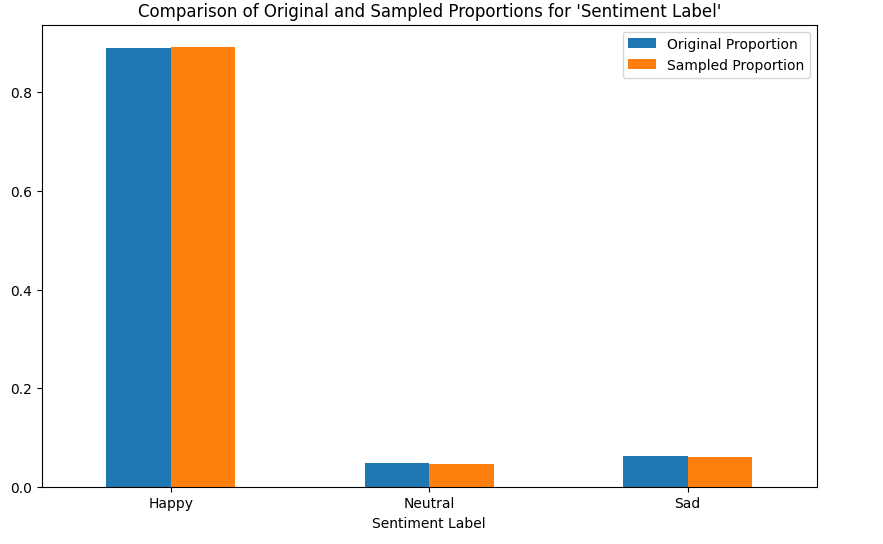 Comparison of Original and Sampled Proportions for 'Sentiment Label'
Original Proportion
Sampled Proportion
0.8
0.6
0.4
0.2
0.0
Happy Neutral Sad
Sentiment Label